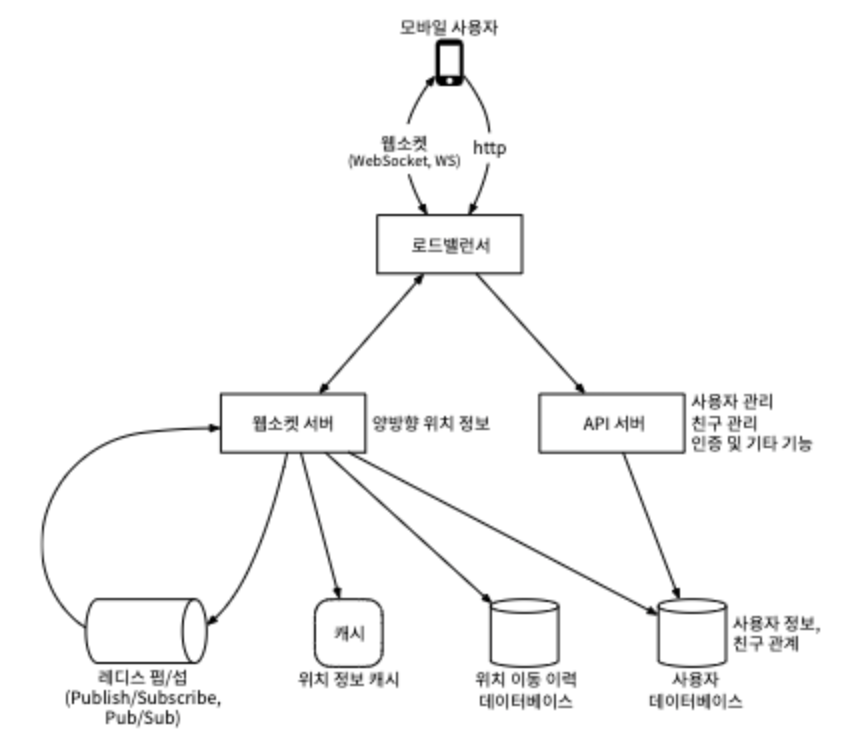 모바일 사용자
웹소켓
(WebSocket, WS)
http
로드밸런서
웹소켓 서버
양방향 위치 정보
API 서버
사용자 관리
친구 관리
인증 및 기타 기능
레디스 펍/섭
(Publish/Subscribe,
Pub/Sub)
캐시
위치 정보 캐시
위치 이동 이력
데이터베이스
사용자
데이터베이스
사용자 정보,
친구 관계